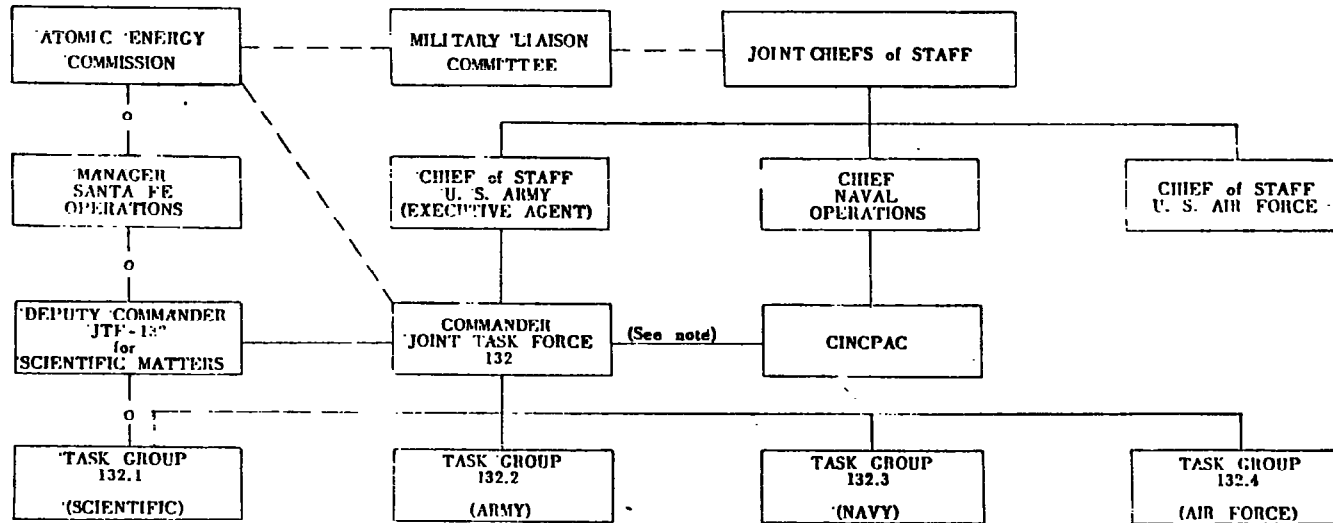 ATOMIC ENERGY
COMMISSION
MILITARY LIAISON
COMMITTEE
JOINT CHIEFS of STAFF
MANAGER
SANTA FE
OPERATIONS
CHIEF of STAFF
U. S. ARMY
(EXECUTIVE AGENT)
CHIEF
NAVAL
OPERATIONS
CHIEF of STAFF
U. S. AIR FORCE
DEPUTY COMMANDER
JTF-132
for
SCIENTIFIC MATTERS
COMMANDER
JOINT TASK FORCE
132
(See note)
CINCPAC
TASK GROUP
132.1
(SCIENTIFIC)
TASK GROUP
132.2
(ARMY)
TASK GROUP
132.3
(NAVY)
TASK GROUP
132.4
(AIR FORCE)